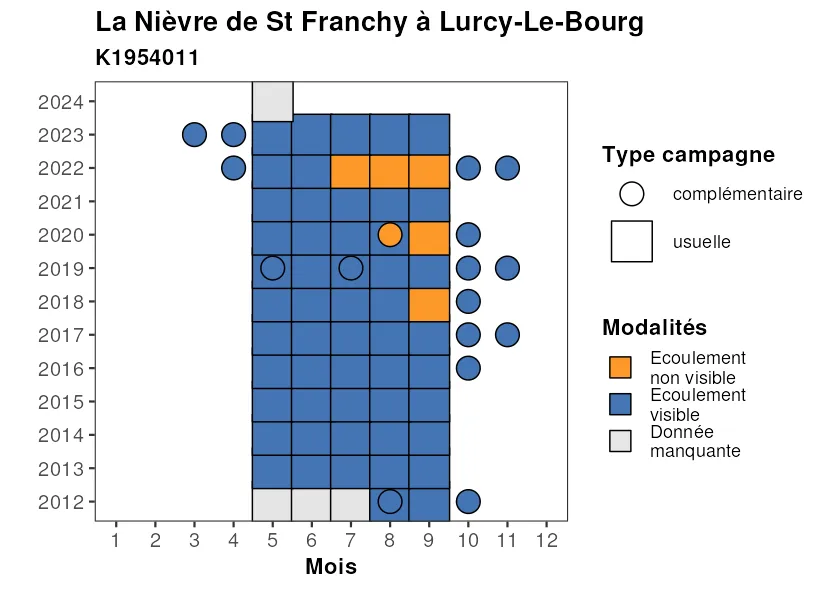 La Nièvre de St Franchy à Lurcy-Le-Bourg
K1954011
2024
2023
2022
2021
2020
2019
2018
2017
2016
2015
2014
2013
2012
1 2 3 4 5 6 7 8 9 10 11 12
Mois
Type campagne
complémentaire
usuelle
Modalités
Ecoulement
non visible
Ecoulement
visible
Donnée
manquante